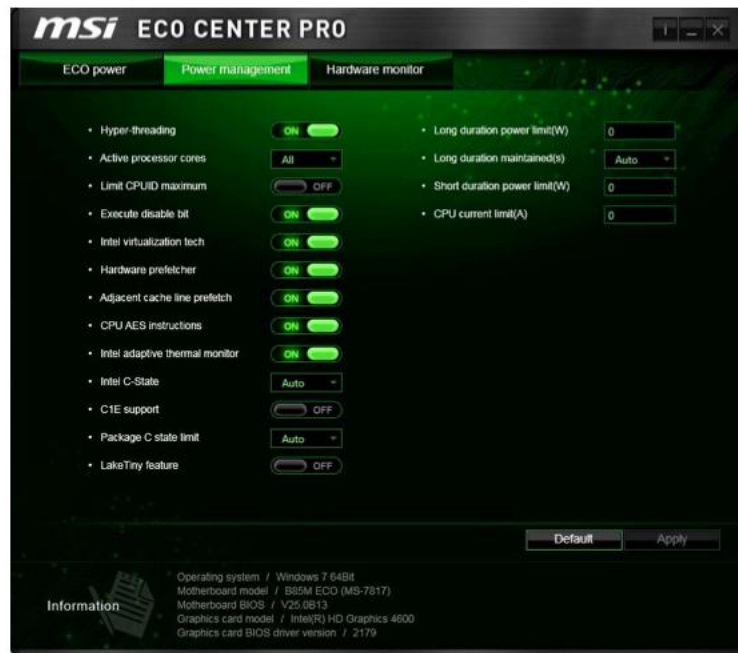 msi ECO CENTER PRO
ECO power Power management Hardware monitor
• Hyper-threading ON
• Active processor cores All
• Limit CPUID maximum OFF
• Execute disable bit ON
• Intel virtualization tech ON
• Hardware prefetcher ON
• Adjacent cache line prefetch ON
• CPU AES instructions ON
• Intel adaptive thermal monitor ON
• Intel C-State Auto
• C1E support OFF
• Package C state limit Auto
• LakeTiny feature OFF
• Long duration power limit(W) 0
• Long duration maintained(s) Auto
• Short duration power limit(W) 0
• CPU current limit(A) 0
Default Apply
Information
Operating system / Windows 7 64Bit
Motherboard model / B85M ECO (MS-7817)
Motherboard BIOS / V25.0B13
Graphics card model / Intel(R) HD Graphics 4600
Graphics card BIOS driver version / 2179